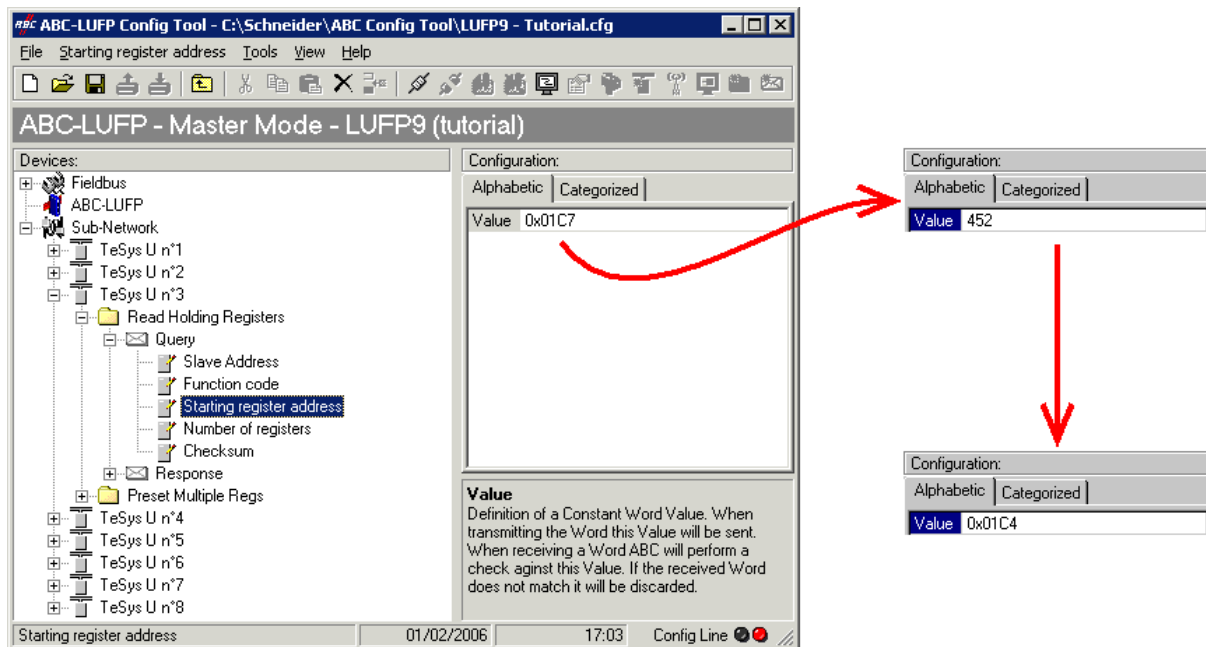 ABC-LUFP Config Tool - C:\Schneider\ABC Config Tool\LUFP9 - Tutorial.cfg
File Starting register address Tools View Help
ABC-LUFP - Master Mode - LUFP9 (tutorial)
Devices:
Fieldbus
ABC-LUFP
Sub-Network
TeSys U n°1
TeSys U n°2
TeSys U n°3
Read Holding Registers
Query
Slave Address
Function code
Starting register address
Number of registers
Checksum
Response
Preset Multiple Regs
TeSys U n°4
TeSys U n°5
TeSys U n°6
TeSys U n°7
TeSys U n°8
Configuration:
Alphabetic Categorized
Value 0x01C7
Value
Definition of a Constant Word Value. When
transmitting the Word this Value will be sent.
When receiving a Word ABC will perform a
check aginst this Value. If the received Word
does not match it will be discarded.
Starting register address 01/02/2006 17:03 Config Line
Configuration:
Alphabetic Categorized
Value 452
Configuration:
Alphabetic Categorized
Value 0x01C4